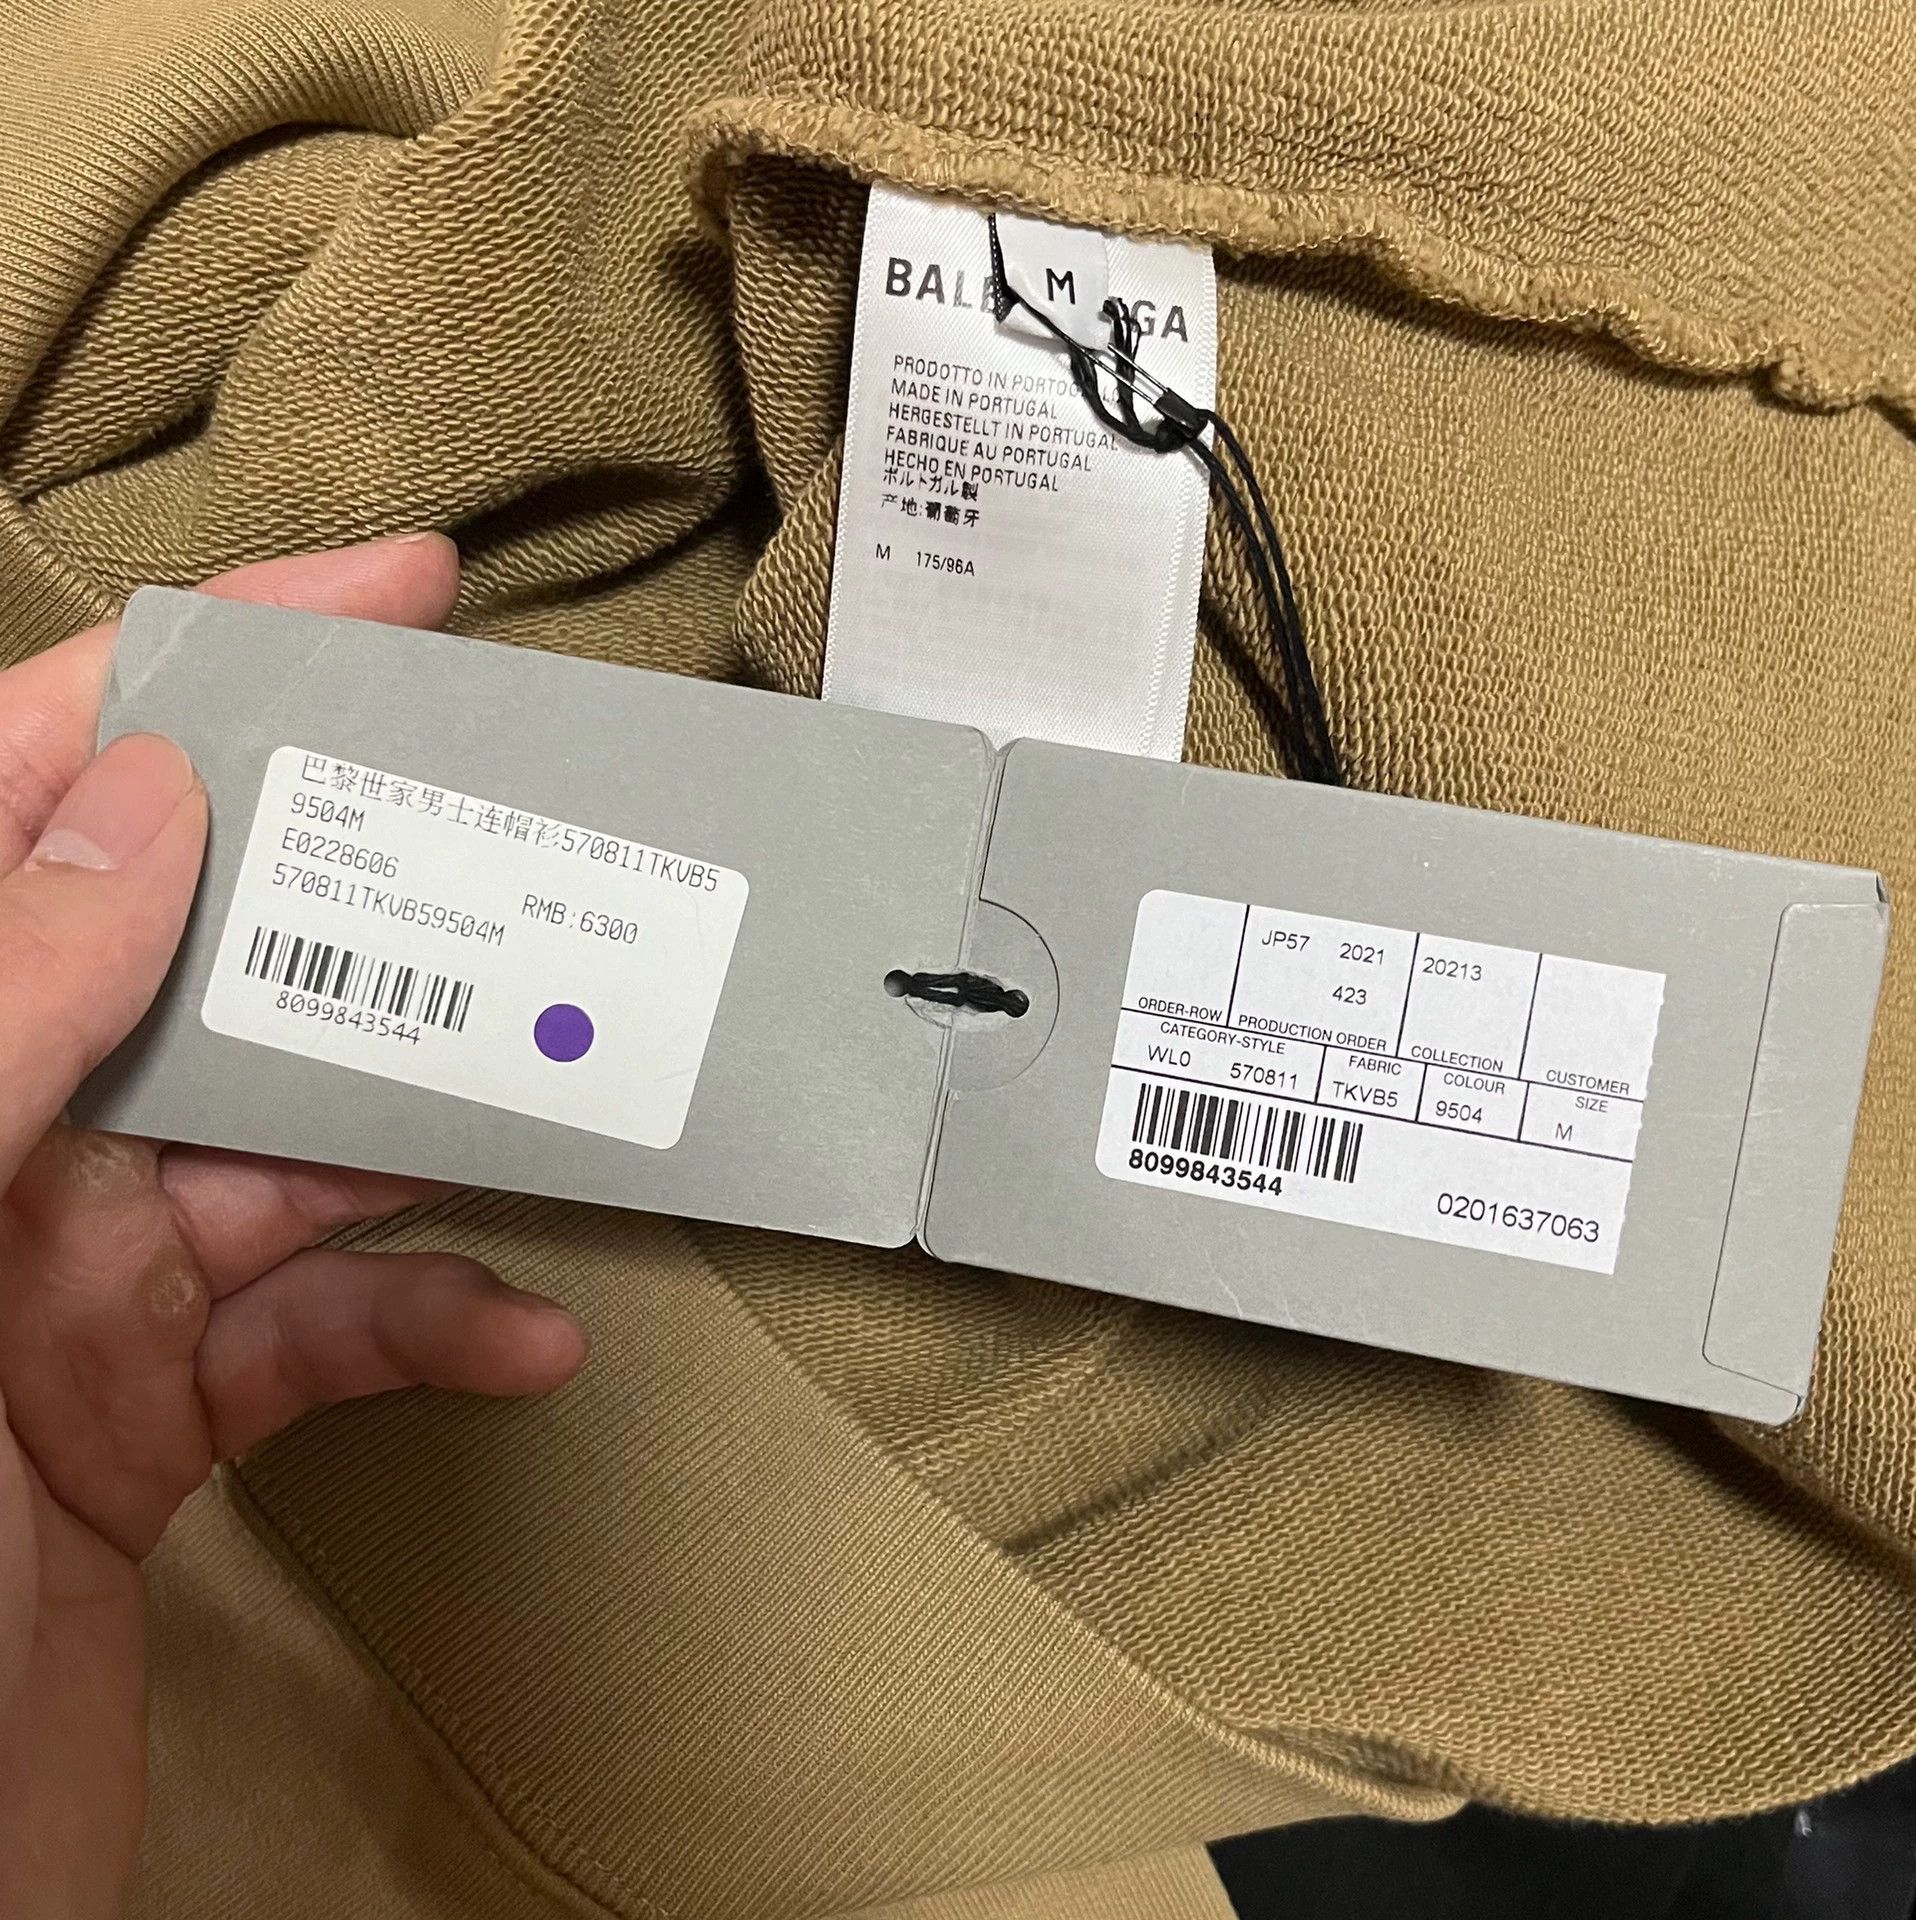 M
PRODOTTO IN
MADE IN PORTUGAL
HERGESTELLT IN PORTUGAL
FABRIQUE AU PORTUGAL
HECHO EN PORTUGAL
ポルトガル製
产地:葡萄牙
M 175/96A
巴黎世家男士连帽衫570811TKVB5
9504M
E0228606
570811TKVB59504M RMB:6300
8099843544
JP57 2021 20213
423
ORDER-ROW PRODUCTION ORDER COLLECTION CUSTOMER
CATEGORY-STYLE FABRIC COLOUR SIZE
WL0 570811 TKVB5 9504 M
8099843544
0201637063